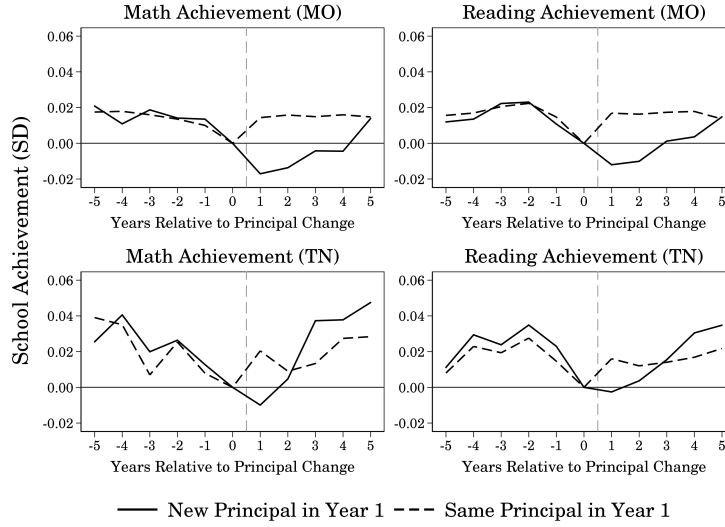 Math Achievement (MO)
Reading Achievement (MO)
School Achievement (SD)
0.06
0.04
0.02
0.00
-0.02
-5 -4 -3 -2 -1 0 1 2 3 4 5
Years Relative to Principal Change
0.06
0.04
0.02
0.00
-0.02
-5 -4 -3 -2 -1 0 1 2 3 4 5
Years Relative to Principal Change
Math Achievement (TN)
Reading Achievement (TN)
0.06
0.04
0.02
0.00
-0.02
-5 -4 -3 -2 -1 0 1 2 3 4 5
Years Relative to Principal Change
0.06
0.04
0.02
0.00
-0.02
-5 -4 -3 -2 -1 0 1 2 3 4 5
Years Relative to Principal Change
New Principal in Year 1
Same Principal in Year 1